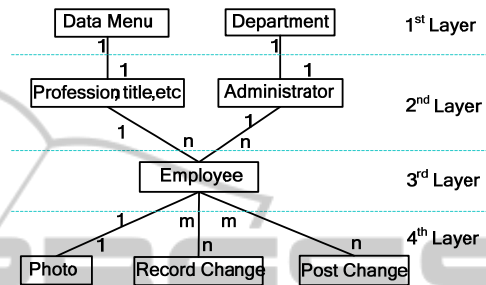 Data Menu
Department
1st Layer
1
1
1
1
Profession,title,etc
Administrator
2nd Layer
1
1
n
n
Employee
3rd Layer
1
m
m
1
n
n
4th Layer
Photo
Record Change
Post Change